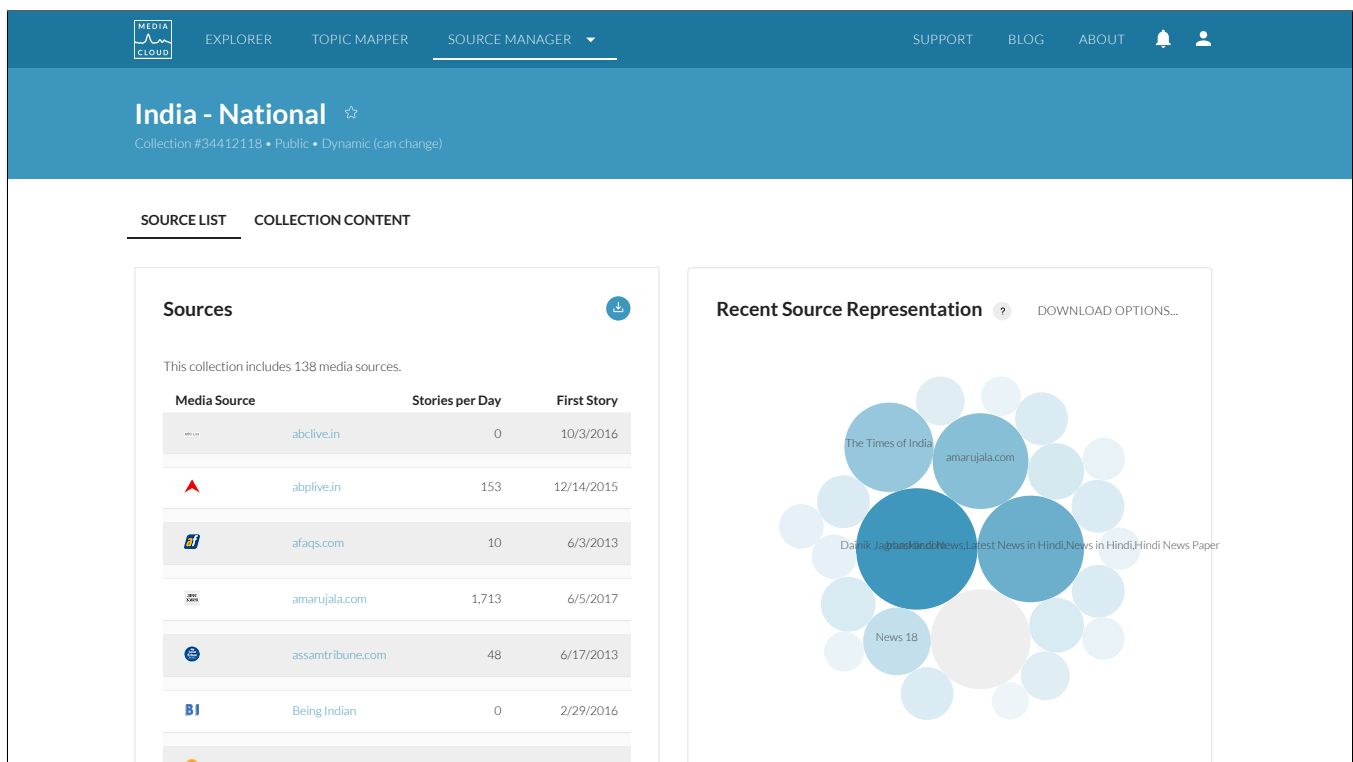 MEDIA
CLOUD
EXPLORER TOPIC MAPPER SOURCE MANAGER SUPPORT BLOG ABOUT
India - National
Collection #34412118 • Public • Dynamic (can change)
SOURCE LIST COLLECTION CONTENT
Sources
This collection includes 138 media sources.
Media Source Stories per Day First Story
abclive.in 0 10/3/2016
abplive.in 153 12/14/2015
af afaqs.com 10 6/3/2013
amarujala.com 1,713 6/5/2017
assamtribune.com 48 6/17/2013
BI Being Indian 0 2/29/2016
Recent Source Representation ? DOWNLOAD OPTIONS...
The Times of India
amarujala.com
Dainik News,Latest News in Hindi,News in Hindi,Hindi News Paper
News 18